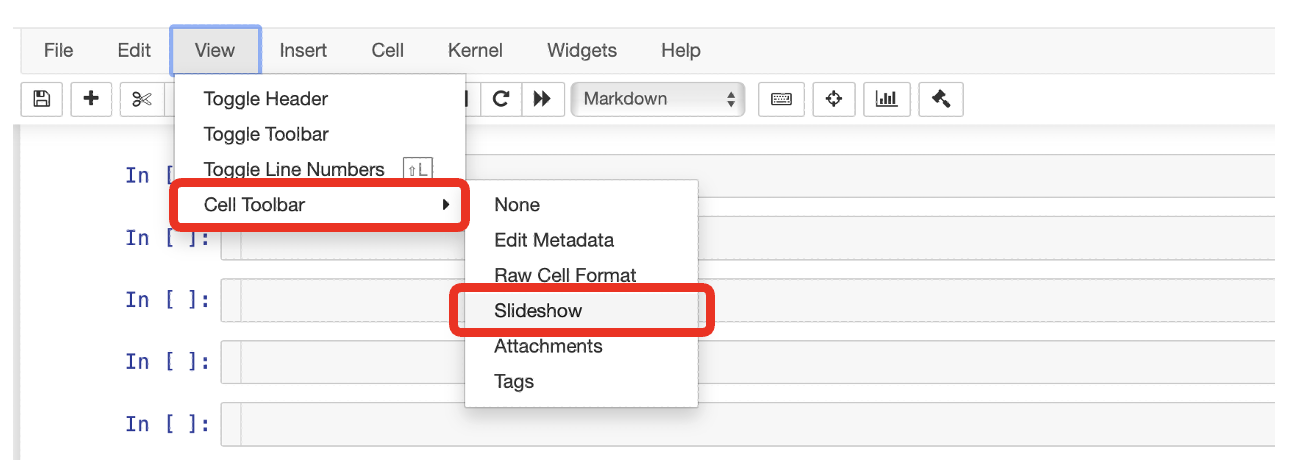 File Edit View Insert Cell Kernel Widgets Help
Markdown
Toggle Header
Toggle Toolbar
Toggle Line Numbers ⇧L
Cell Toolbar
None
Edit Metadata
Raw Cell Format
Slideshow
Attachments
Tags
In [
In [ ]:
In [ ]:
In [ ]:
In [ ]: